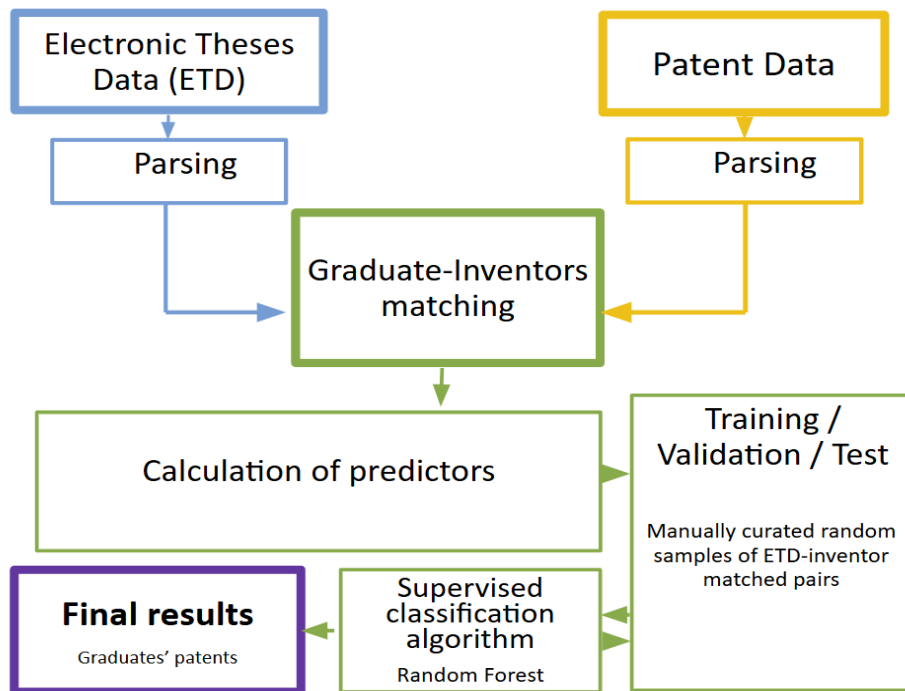 Electronic Theses
Data (ETD)
Patent Data
Parsing
Parsing
Graduate-Inventors
matching
Calculation of predictors
Training /
Validation / Test
Manually curated random
samples of ETD-inventor
matched pairs
Final results
Graduates’ patents
Supervised
classification
algorithm
Random Forest